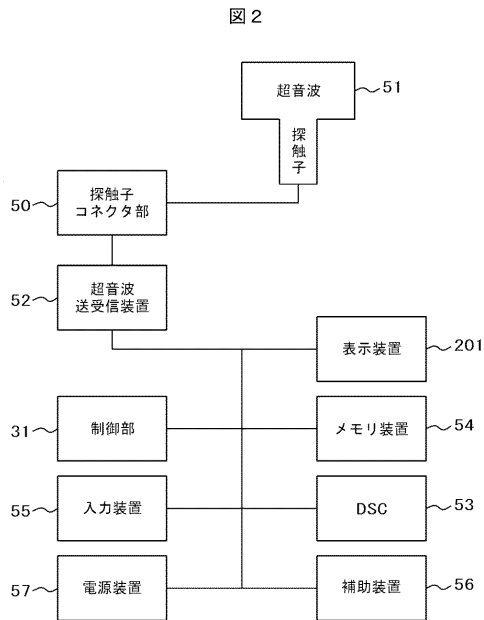 図２
超音波
51
探触子
探触子
コネクタ部
50
超音波
送受信装置
52
表示装置
201
31
制御部
メモリ装置
54
55
入力装置
DSC
53
57
電源装置
補助装置
56